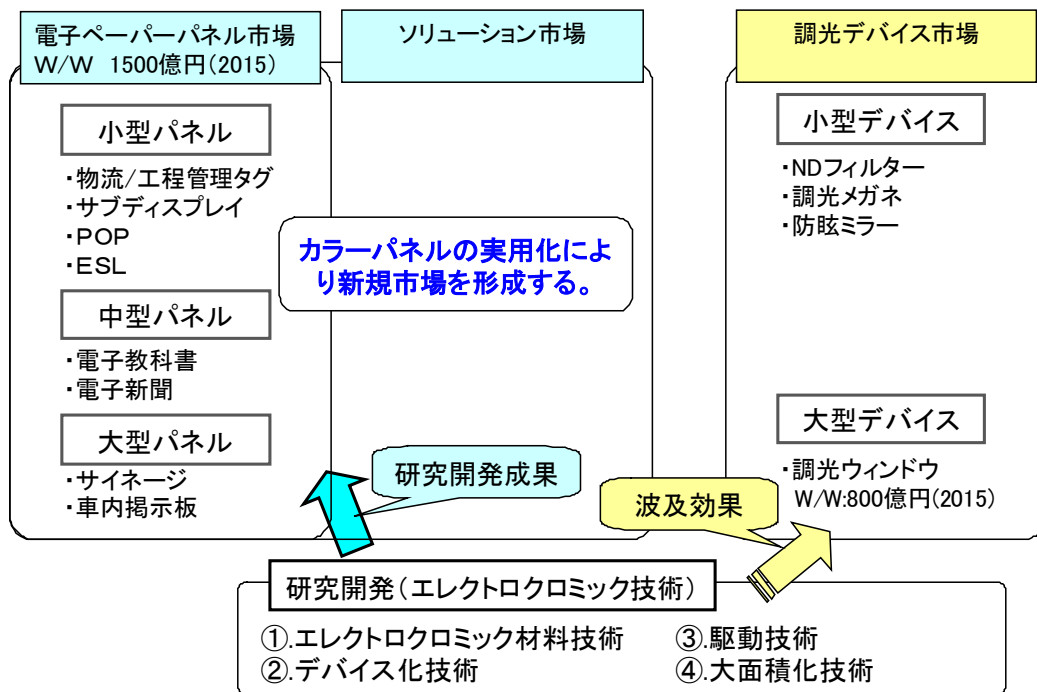 電子ペーパーパネル市場
W/W 1500億円(2015)
ソリューション市場
調光デバイス市場
小型パネル
・物流/工程管理タグ
・サブディスプレイ
・POP
・ESL
中型パネル
・電子教科書
・電子新聞
大型パネル
・サイネージ
・車内掲示板
カラーパネルの実用化によ
り新規市場を形成する。
小型デバイス
・NDフィルター
・調光メガネ
・防眩ミラー
大型デバイス
・調光ウィンドウ
W/W:800億円(2015)
研究開発成果
波及効果
研究開発(エレクトロクロミック技術)
①.エレクトロクロミック材料技術
②.デバイス化技術
③.駆動技術
④.大面積化技術